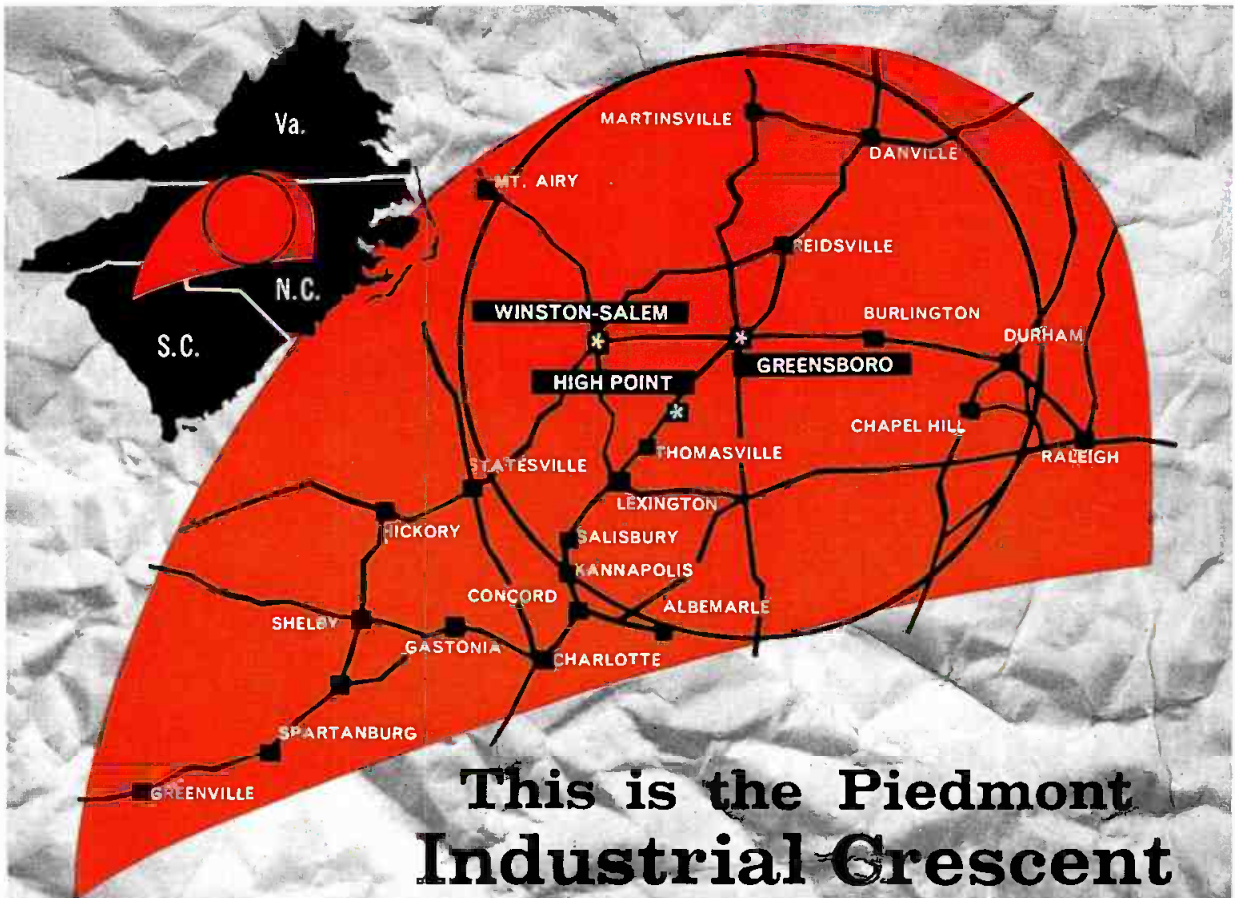 Va.
N.C.
S.C.
MARTINSVILLE
DANVILLE
MT. AIRY
REIDSVILLE
WINSTON-SALEM
BURLINGTON
DURHAM
GREENSBORO
HIGH POINT
CHAPEL HILL
RALEIGH
THOMASVILLE
STATESVILLE
LEXINGTON
HICKORY
SALISBURY
KANNAPOLIS
CONCORD
ALBEMARLE
SHELBY
GASTONIA
CHARLOTTE
SPARTANBURG
GREENVILLE
This is the Piedmont
Industrial Crescent